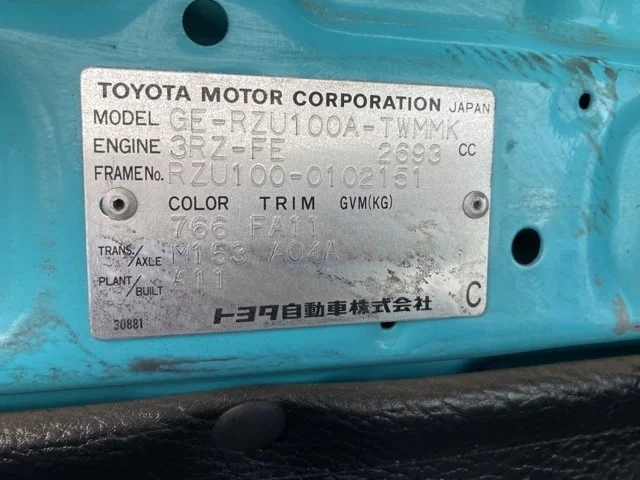 TOYOTA MOTOR CORPORATION JAPAN
MODEL GE-RZU100A-TWMMK
ENGINE 3RZ-FE 2693 CC
FRAME No. RZU100-0102151
COLOR TRIM GVM(KG)
766 FA11
TRANS./AXLE M153 A04A
PLANT/BUILT A11
C
30881 トヨタ自動車株式会社